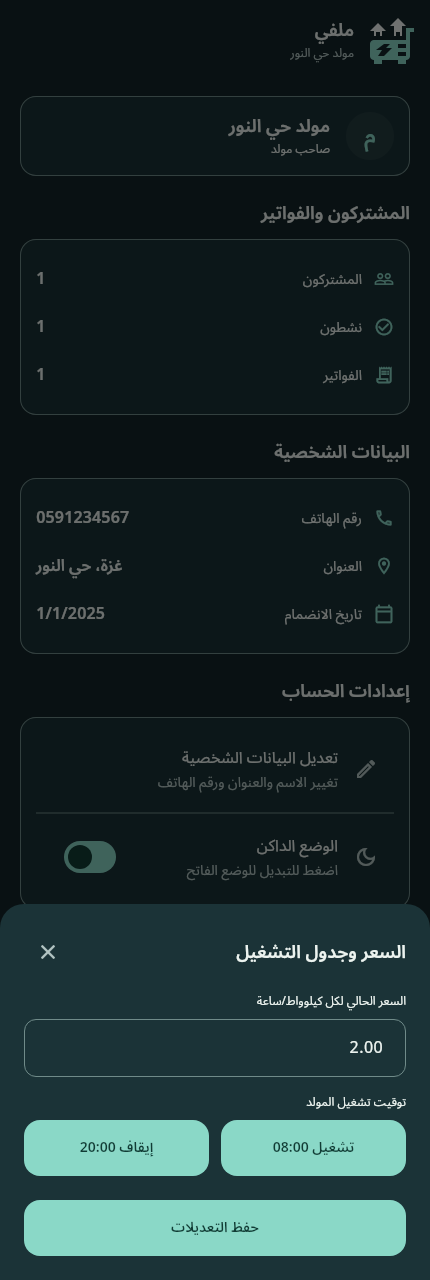 ملفي
مولد حي النور
م
مولد حي النور
صاحب مولد
المشتركون والفواتير
المشتركون 1
نشطون 1
الفواتير 1
البيانات الشخصية
رقم الهاتف 0591234567
العنوان غزة، حي النور
تاريخ الانضمام 1/1/2025
إعدادات الحساب
تعديل البيانات الشخصية
تغيير الاسم والعنوان ورقم الهاتف
الوضع الداكن
اضغط للتبديل للوضع الفاتح
السعر وجدول التشغيل
السعر الحالي لكل كيلوواط/ساعة
2.00
توقيت تشغيل المولد
تشغيل 08:00 إيقاف 20:00
حفظ التعديلات